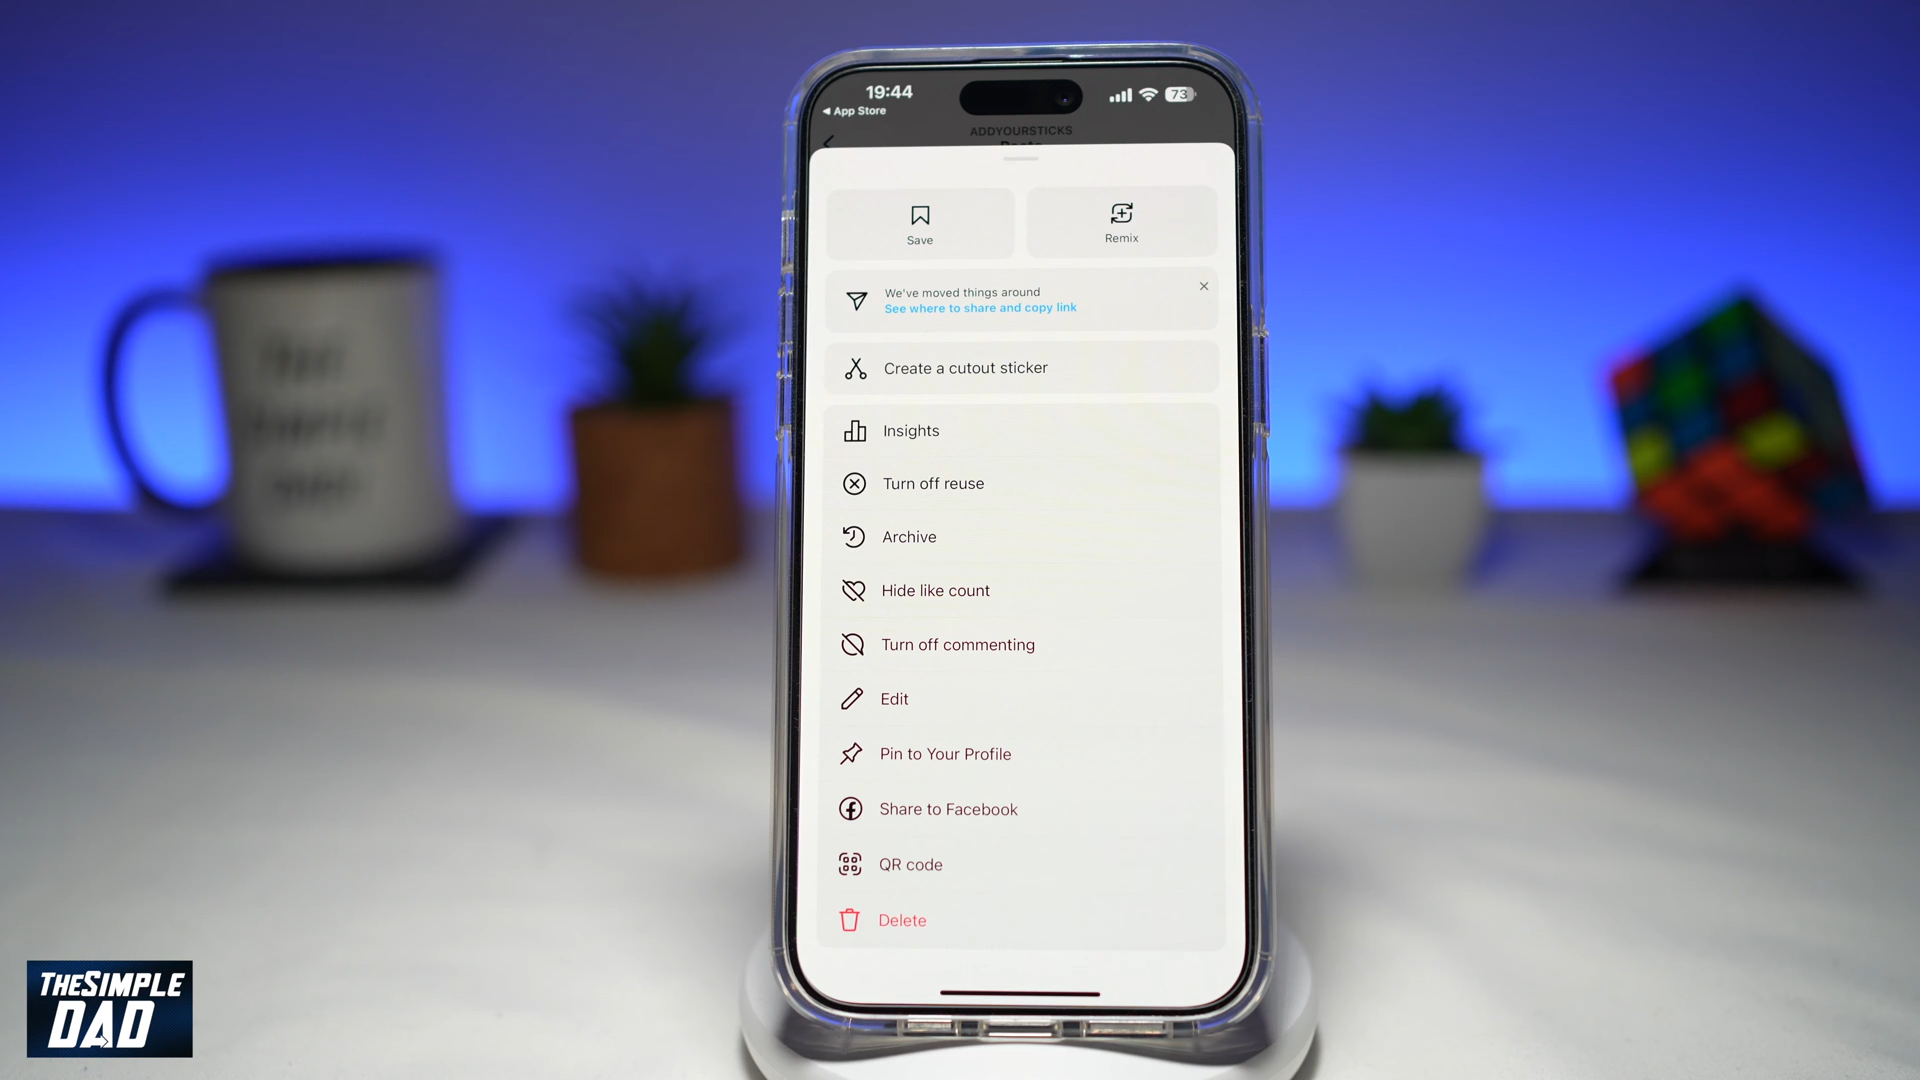 19:44
73
App Store
ADDYOURSTICKS
Save
Remix
We've moved things around
See where to share and copy link
Create a cutout sticker
Insights
Turn off reuse
Archive
Hide like count
Turn off commenting
Edit
Pin to Your Profile
Share to Facebook
QR code
Delete
THESIMPLE
DAD